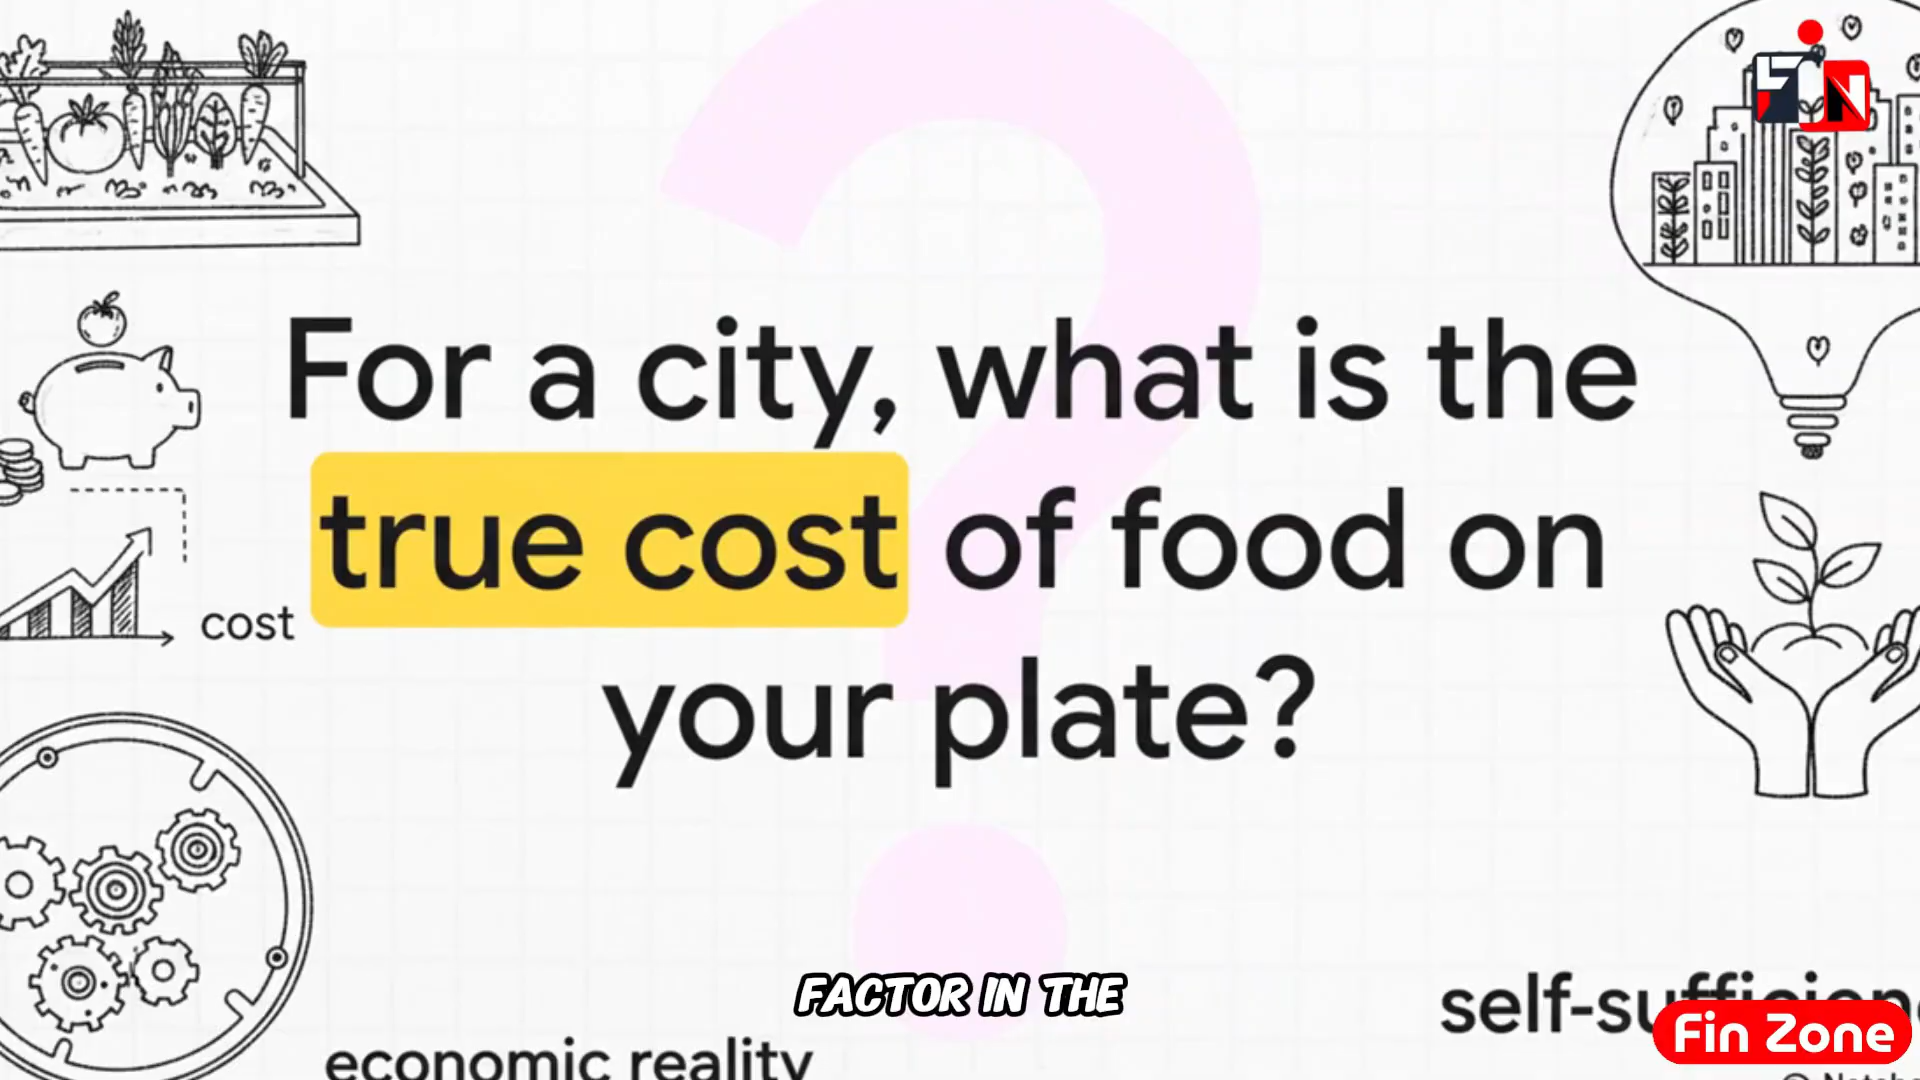 For a city, what is the
true cost of food on
your plate?
cost
FACTOR IN THE
economic reality
Fin Zone